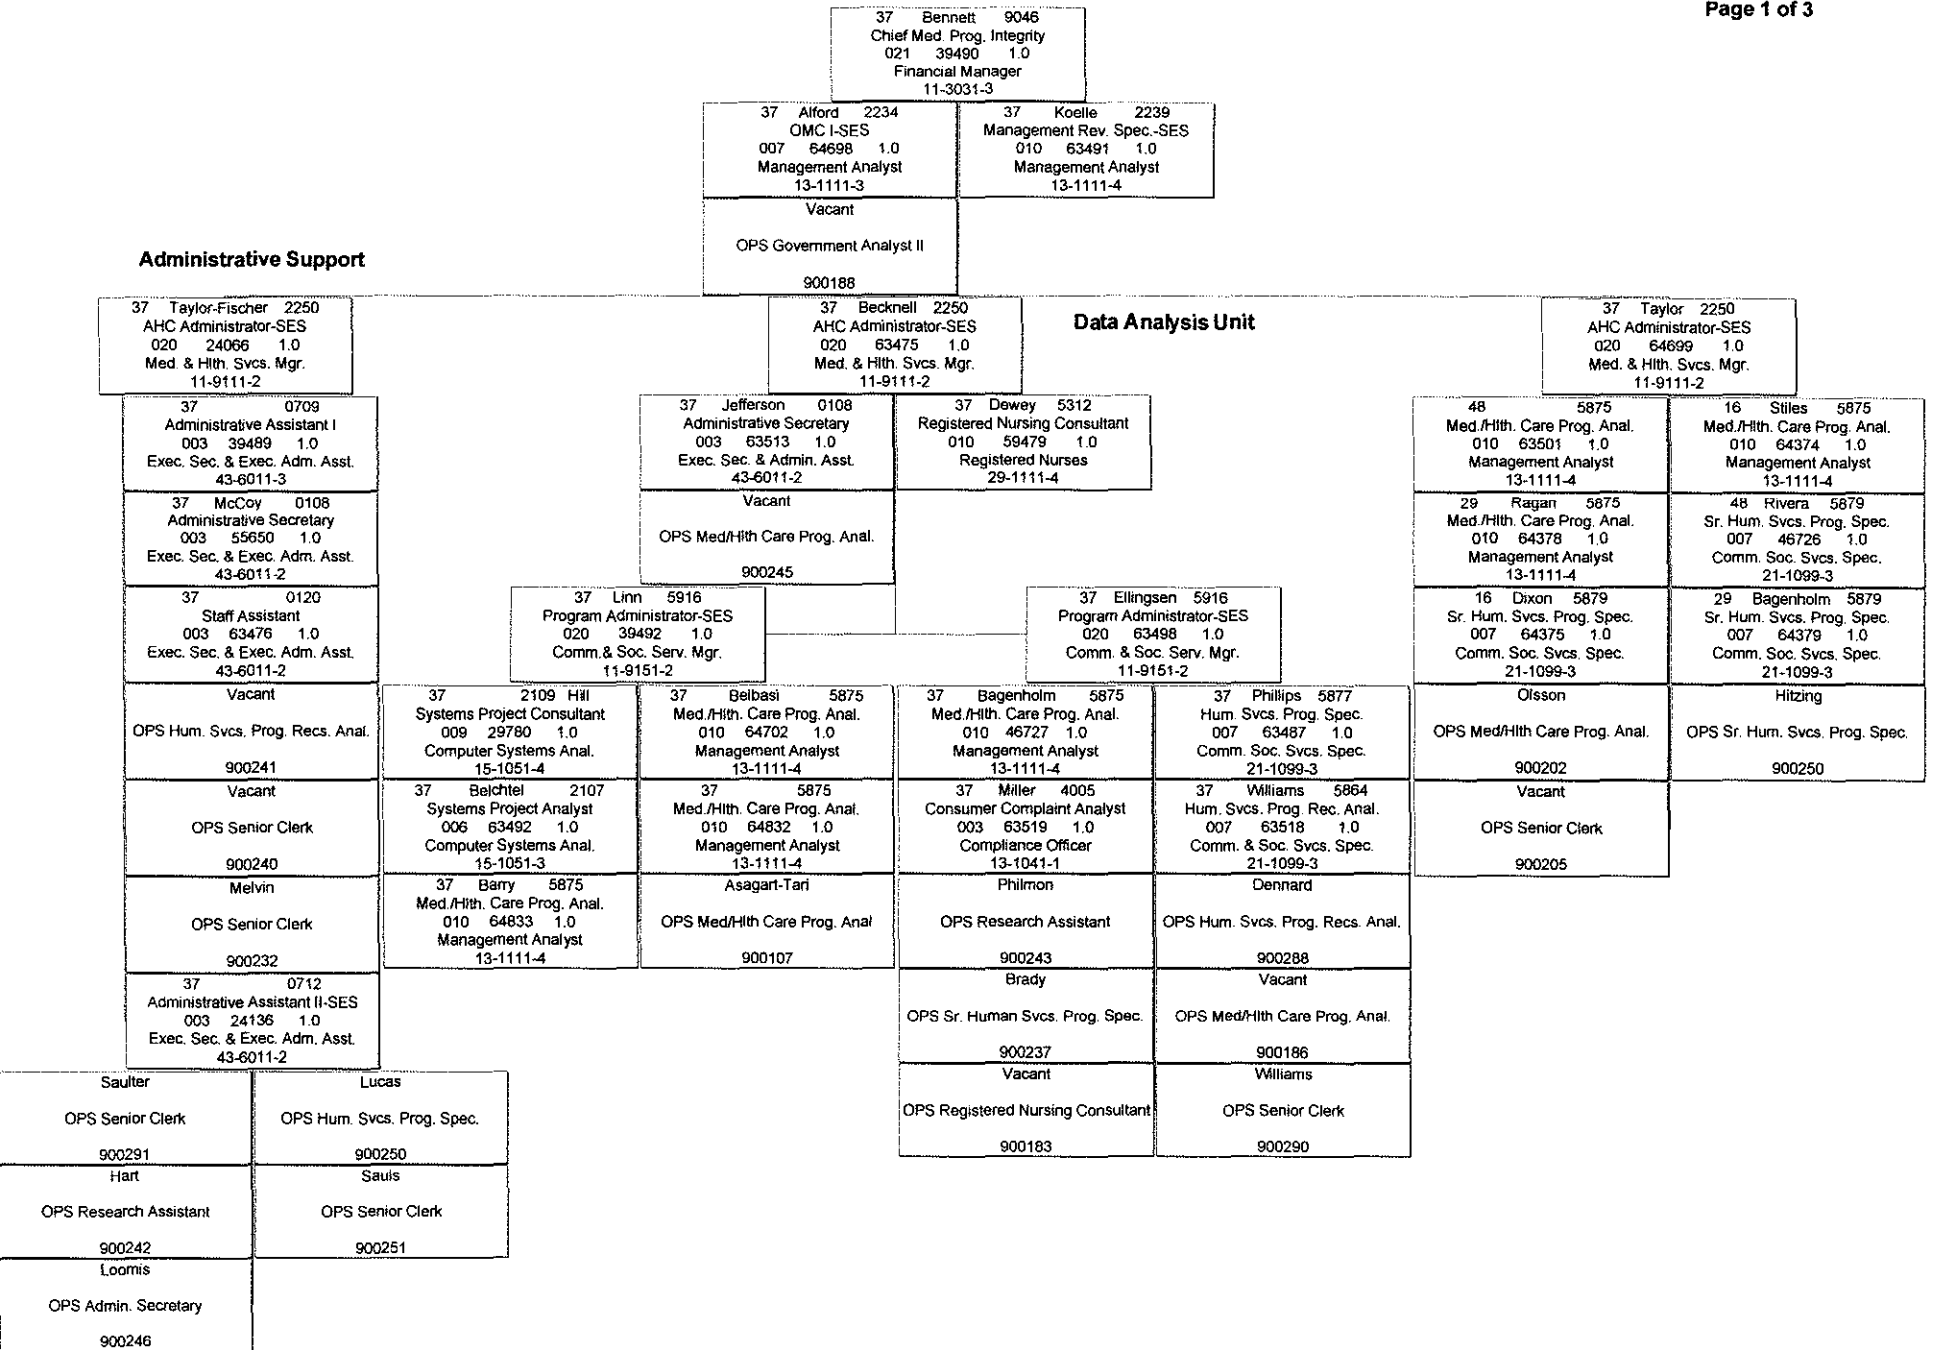 Page 1 of 3
37 Bennett 9046
Chief Med. Prog. Integrity
021 39490 1.0
Financial Manager
11-3031-3
37 Alford 2234
OMC I-SES
007 64698 1.0
Management Analyst
13-1111-3
37 Koelle 2239
Management Rev. Spec.-SES
010 63491 1.0
Management Analyst
13-1111-4
Vacant
OPS Government Analyst II
900188
Administrative Support
37 Taylor-Fischer 2250
AHC Administrator-SES
020 24066 1.0
Med. & Hlth. Svcs. Mgr.
11-9111-2
37 0709
Administrative Assistant I
003 39489 1.0
Exec. Sec. & Exec. Adm. Asst.
43-6011-3
37 McCoy 0108
Administrative Secretary
003 55650 1.0
Exec. Sec. & Exec. Adm. Asst.
43-6011-2
37 0120
Staff Assistant
003 63476 1.0
Exec. Sec. & Exec. Adm. Asst.
43-6011-2
Vacant
OPS Hum. Svcs. Prog. Recs. Anal.
900241
Vacant
OPS Senior Clerk
900240
Melvin
OPS Senior Clerk
900232
37 0712
Administrative Assistant II-SES
003 24136 1.0
Exec. Sec. & Exec. Adm. Asst.
43-6011-2
Saulter
OPS Senior Clerk
900291
Lucas
OPS Hum. Svcs. Prog. Spec.
900250
Hart
OPS Research Assistant
900242
Sauls
OPS Senior Clerk
900251
Loomis
OPS Admin. Secretary
900246
37 Becknell 2250
AHC Administrator-SES
020 63475 1.0
Med. & Hlth. Svcs. Mgr.
11-9111-2
Data Analysis Unit
37 Jefferson 0108
Administrative Secretary
003 63513 1.0
Exec. Sec. & Admin. Asst.
43-6011-2
37 Dewey 5312
Registered Nursing Consultant
010 59479 1.0
Registered Nurses
29-1111-4
Vacant
OPS Med/Hlth Care Prog. Anal.
900245
37 Linn 5916
Program Administrator-SES
020 39492 1.0
Comm.& Soc. Serv. Mgr.
11-9151-2
37 2109 Hill
Systems Project Consultant
009 29780 1.0
Computer Systems Anal.
15-1051-4
37 Belbasi 5875
Med./Hlth. Care Prog. Anal.
010 64702 1.0
Management Analyst
13-1111-4
37 Beichtel 2107
Systems Project Analyst
006 63492 1.0
Computer Systems Anal.
15-1051-3
37 5875
Med./Hlth. Care Prog. Anal.
010 64832 1.0
Management Analyst
13-1111-4
37 Barry 5875
Med./Hlth. Care Prog. Anal.
010 64833 1.0
Management Analyst
13-1111-4
Asagart-Tari
OPS Med/Hlth Care Prog. Anal
900107
37 Ellingsen 5916
Program Administrator-SES
020 63498 1.0
Comm. & Soc. Serv. Mgr.
11-9151-2
37 Bagenholm 5875
Med./Hlth. Care Prog. Anal.
010 46727 1.0
Management Analyst
13-1111-4
37 Phillips 5877
Hum. Svcs. Prog. Spec.
007 63487 1.0
Comm. Soc. Svcs. Spec.
21-1099-3
37 Miller 4005
Consumer Complaint Analyst
003 63519 1.0
Compliance Officer
13-1041-1
37 Williams 5864
Hum. Svcs. Prog. Rec. Anal.
007 63518 1.0
Comm. & Soc. Svcs. Spec.
21-1099-3
Philmon
OPS Research Assistant
900243
Dennard
OPS Hum. Svcs. Prog. Recs. Anal.
900288
Brady
OPS Sr. Human Svcs. Prog. Spec.
900237
Vacant
OPS Med/Hlth Care Prog. Anal.
900186
Vacant
OPS Registered Nursing Consultant
900183
Williams
OPS Senior Clerk
900290
37 Taylor 2250
AHC Administrator-SES
020 64699 1.0
Med. & Hlth. Svcs. Mgr.
11-9111-2
48 5875
Med./Hlth. Care Prog. Anal.
010 63501 1.0
Management Analyst
13-1111-4
16 Stiles 5875
Med./Hlth. Care Prog. Anal.
010 64374 1.0
Management Analyst
13-1111-4
29 Ragan 5875
Med./Hlth. Care Prog. Anal.
010 64378 1.0
Management Analyst
13-1111-4
48 Rivera 5879
Sr. Hum. Svcs. Prog. Spec.
007 46726 1.0
Comm. Soc. Svcs. Spec.
21-1099-3
16 Dixon 5879
Sr. Hum. Svcs. Prog. Spec.
007 64375 1.0
Comm. Soc. Svcs. Spec.
21-1099-3
29 Bagenholm 5879
Sr. Hum. Svcs. Prog. Spec.
007 64379 1.0
Comm. Soc. Svcs. Spec.
21-1099-3
Olsson
OPS Med/Hlth Care Prog. Anal.
900202
Hitzing
OPS Sr. Hum. Svcs. Prog. Spec.
900250
Vacant
OPS Senior Clerk
900205